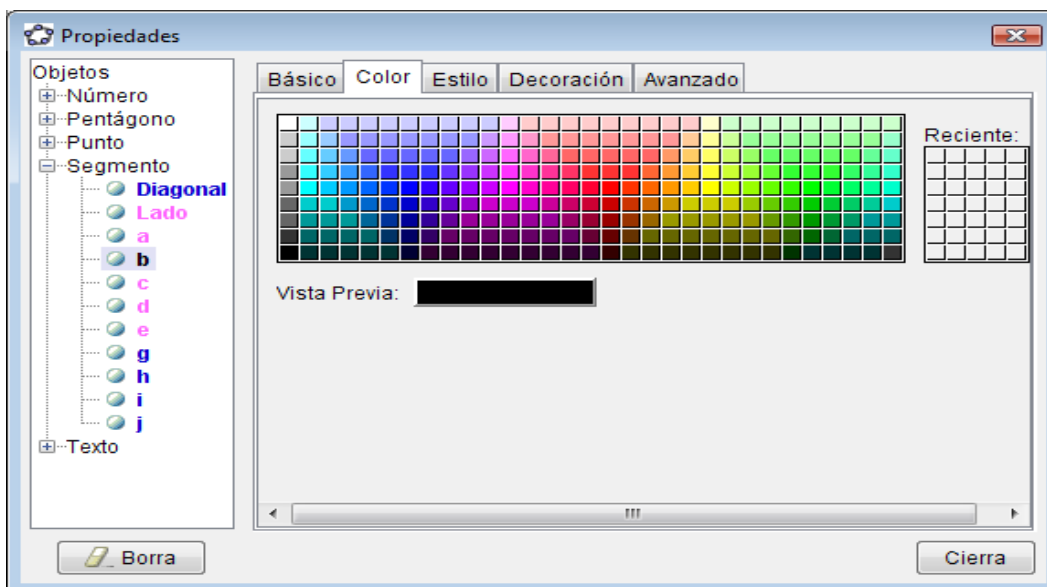 Propiedades
Objetos
Número
Pentágono
Punto
Segmento
Diagonal
Lado
a
b
c
d
e
g
h
i
j
Texto
Básico Color Estilo Decoración Avanzado
Reciente:
Vista Previa:
Borra
Cierra